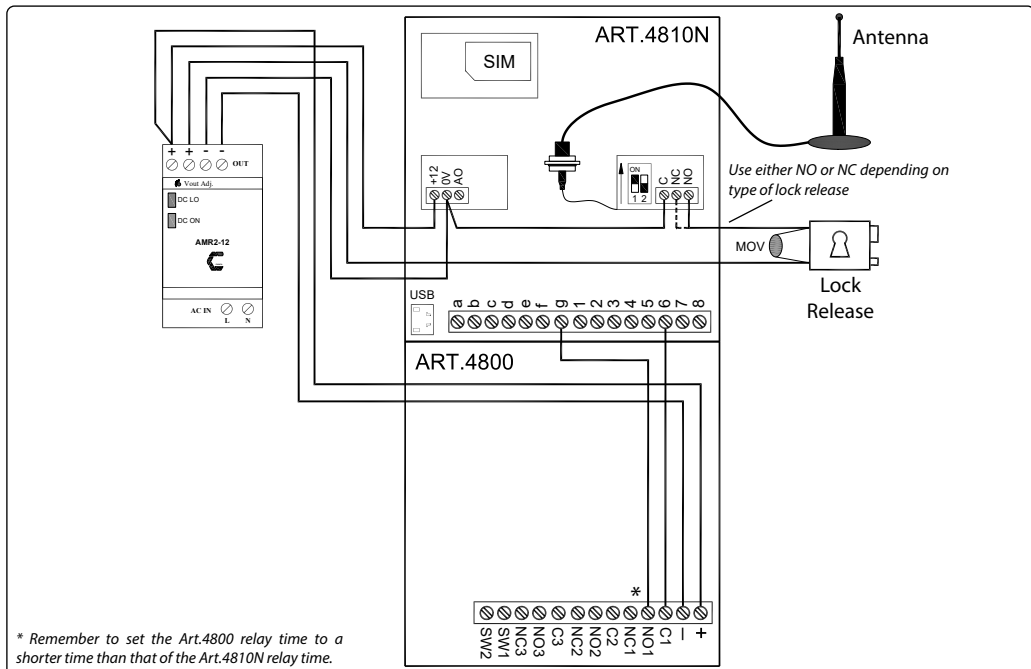 ART.4810N
SIM
Antenna
+ + - -
OUT
Vout Adj.
DC LO
DC ON
AMR2-12
AC IN
L N
+12 0V AO
ON
1 2
C NC NO
Use either NO or NC depending on
type of lock release
MOV
Lock
Release
USB
a b c d e f g 1 2 3 4 5 6 7 8
ART.4800
*
SW2 SW1 NC3 NO3 C3 NC2 NO2 C2 NC1 NO1 C1 – +
* Remember to set the Art.4800 relay time to a
shorter time than that of the Art.4810N relay time.